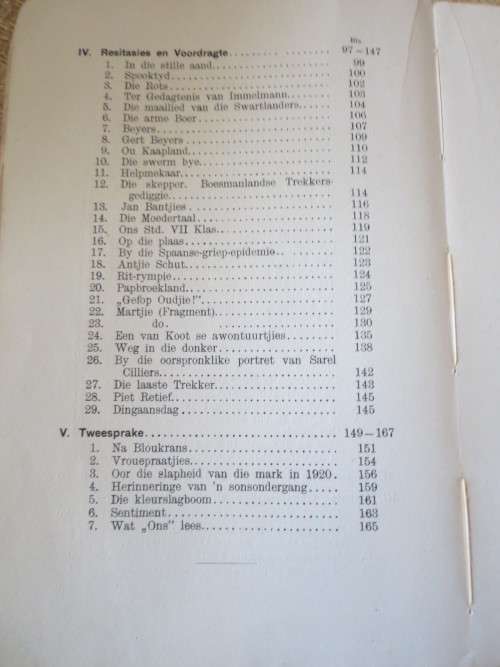 Bls
IV. Resitasies en Voordragte 97—147
1. In die stille aand 99
2. Spooktyd 100
3. Die Rots 102
4. Ter Gedagtenis van Immelmann 103
5. Die maallied van die Swartlanders 104
6. Die arme Boer 106
7. Beyers 107
8. Gert Beyers 109
9. Ou Kaapland 110
10. Die swerm bye 112
11. Helpmekaar 114
12. Die skepper. Boesmanlandse Trekkers-
gediggie 114
13. Jan Bantjies 116
14. Die Moedertaal 118
15. Ons Std. VII Klas 119
16. Op die plaas 121
17. By die Spaanse-griep-epidemie 122
18. Antjie Schut 123
19. Rit-rympie 124
20. Papbroekland 125
21. „Gefop Oudjie!" 127
22. Martjie (Fragment) 129
23. do. 130
24. Een van Koot se awontuurtjies 135
25. Weg in die donker 138
26. By die oorspronklike portret van Sarel
Cilliers 142
27. Die laaste Trekker 143
28. Piet Retief 145
29. Dingaansdag 145
V. Tweesprake 149—167
1. Na Bloukrans 151
2. Vrouepraatjies 154
3. Oor die slapheid van die mark in 1920 156
4. Herinneringe van 'n sonsondergang 159
5. Die kleurslagboom 161
6. Sentiment 163
7. Wat „Ons" lees 165